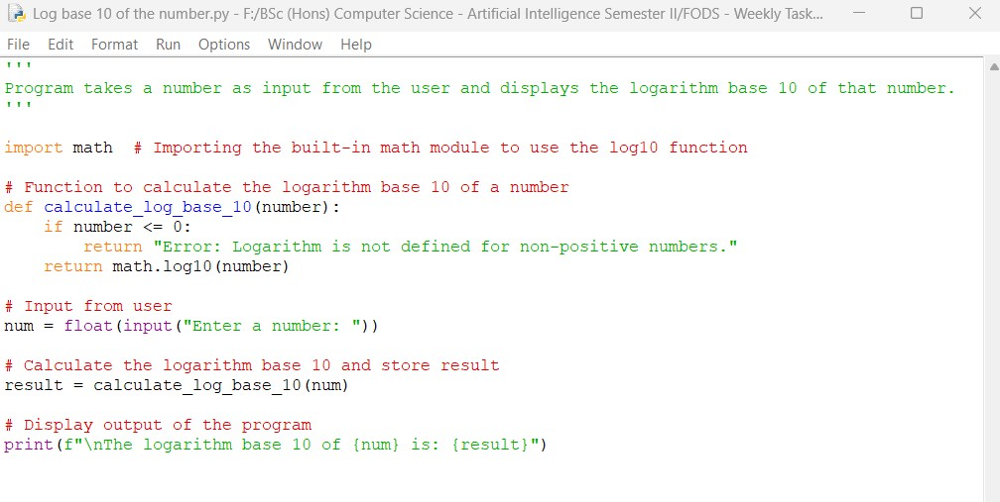 Log base 10 of the number.py - F:/BSc (Hons) Computer Science - Artificial Intelligence Semester II/FODS - Weekly Task...
File Edit Format Run Options Window Help
'''
Program takes a number as input from the user and displays the logarithm base 10 of that number.
'''

import math  # Importing the built-in math module to use the log10 function

# Function to calculate the logarithm base 10 of a number
def calculate_log_base_10(number):
    if number <= 0:
        return "Error: Logarithm is not defined for non-positive numbers."
    return math.log10(number)

# Input from user
num = float(input("Enter a number: "))

# Calculate the logarithm base 10 and store result
result = calculate_log_base_10(num)

# Display output of the program
print(f"\nThe logarithm base 10 of {num} is: {result}")